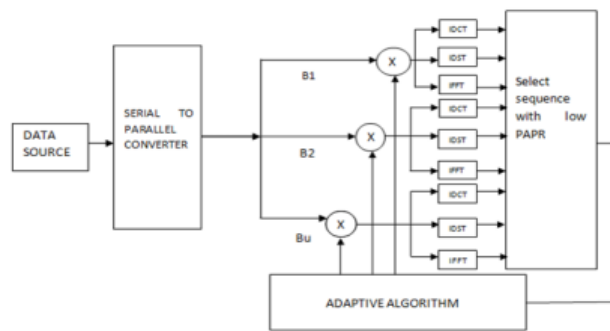 DATA
SOURCE
SERIAL TO
PARALLEL
CONVERTER
B1
B2
Bu
X
X
X
IDCT
IDST
IFFT
IDCT
IDST
IFFT
IDCT
IDST
IFFT
Select
sequence
with low
PAPR
ADAPTIVE ALGORITHM